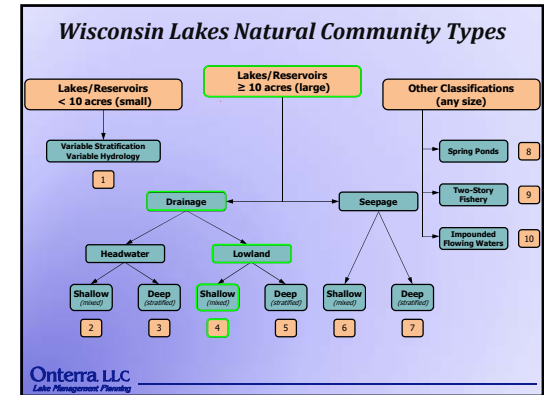 Wisconsin Lakes Natural Community Types
Lakes/Reservoirs
< 10 acres (small)
Lakes/Reservoirs
≥ 10 acres (large)
Other Classifications
(any size)
Variable Stratification
Variable Hydrology
1
Spring Ponds
8
Two-Story
Fishery
9
Impounded
Flowing Waters
10
Drainage
Seepage
Headwater
Lowland
Shallow
(mixed)
Deep
(stratified)
Shallow
(mixed)
Deep
(stratified)
Shallow
(mixed)
Deep
(stratified)
2
3
4
5
6
7
Onterra LLC
Lake Management Planning